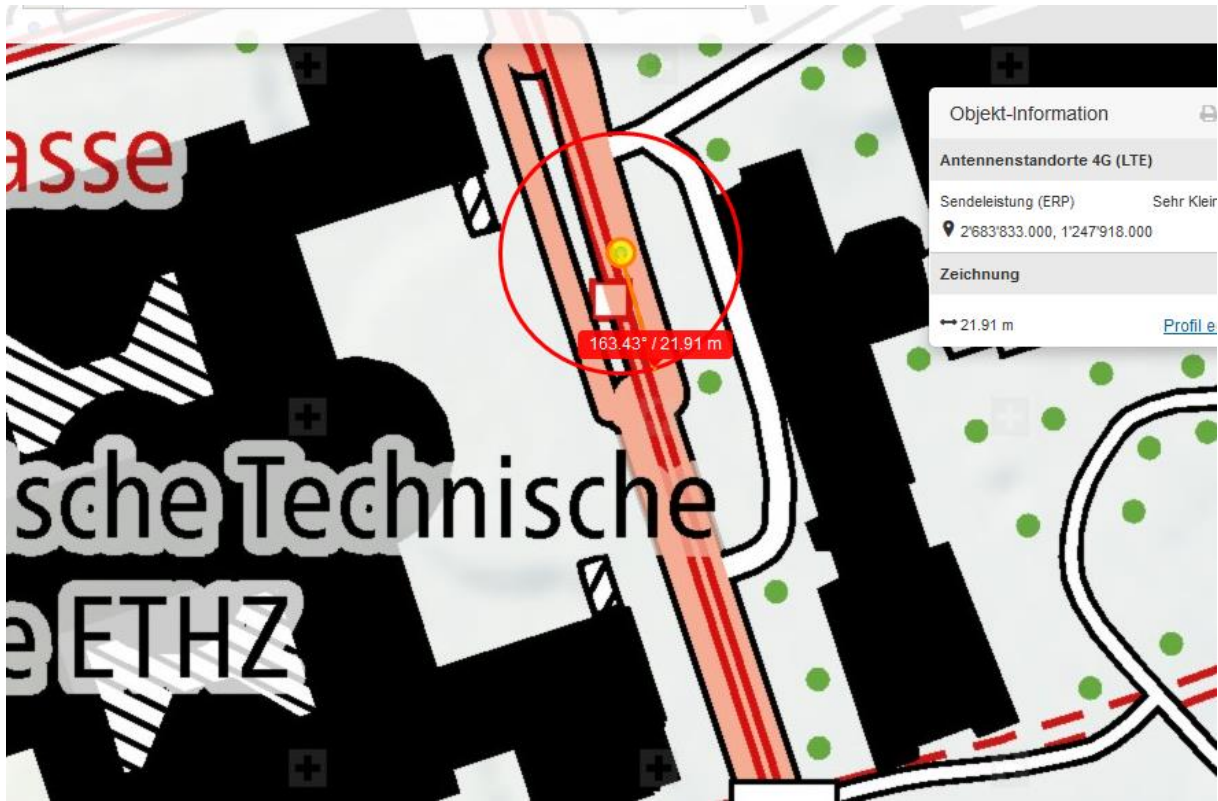 asse
Objekt-Information
Antennenstandorte 4G (LTE)
Sendeleistung (ERP) Sehr Klein
2'683'833.000, 1'247'918.000
Zeichnung
21.91 m Profil e
163.43° / 21.91 m
sche Technische
e ETHZ